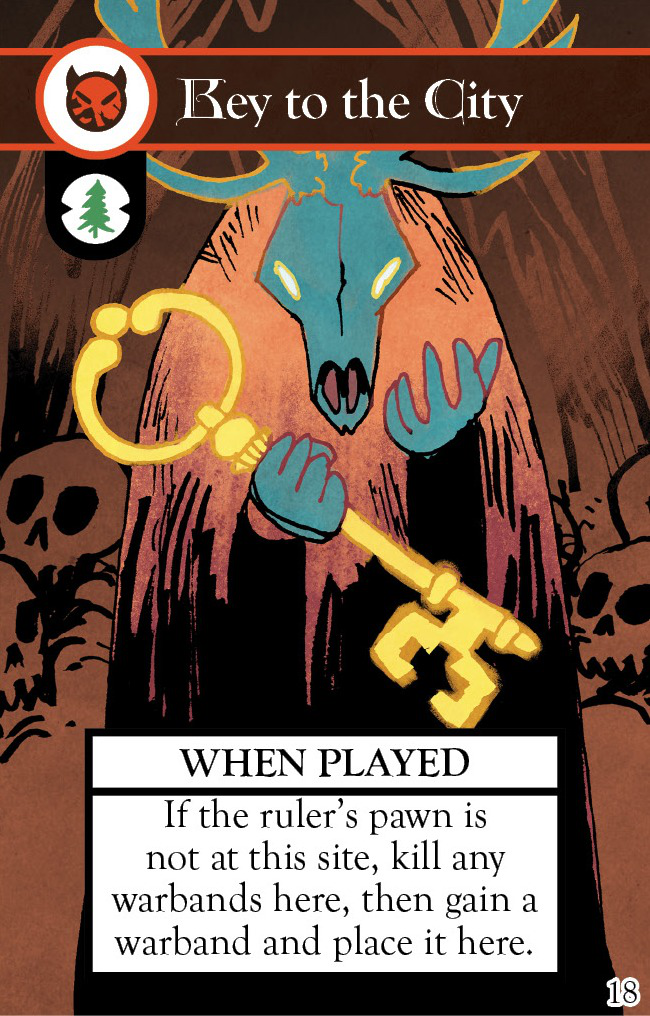 Key to the City
WHEN PLAYED
If the ruler's pawn is
not at this site, kill any
warbands here, then gain a
warband and place it here.
18